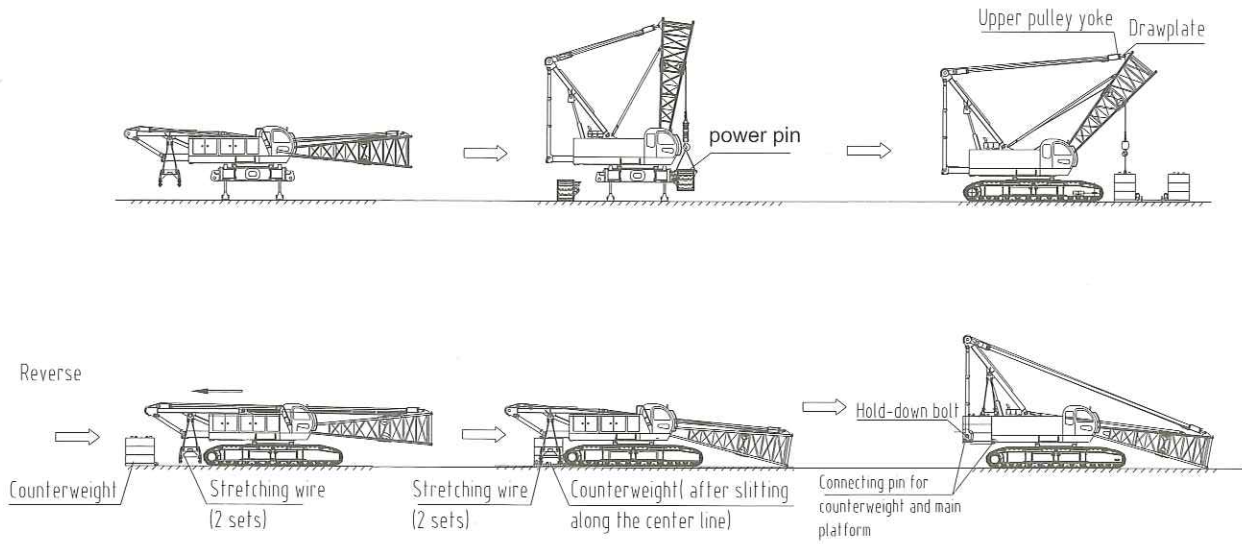 Upper pulley yoke
Drawplate
power pin
Reverse
Hold-down bolt
Counterweight
Stretching wire
(2 sets)
Stretching wire
(2 sets)
Counterweight( after slitting
along the center line)
Connecting pin for
counterweight and main
platform